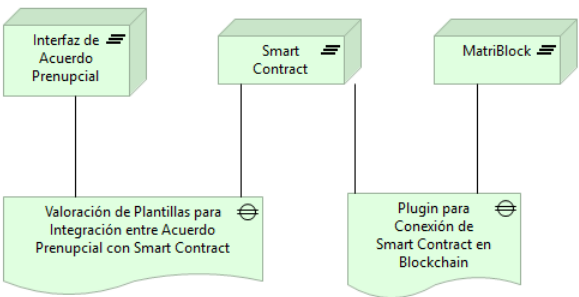 Interfaz de
Acuerdo
Prenupcial
Smart
Contract
MatriBlock
Valoración de Plantillas para
Integración entre Acuerdo
Prenupcial con Smart Contract
Plugin para
Conexión de
Smart Contract en
Blockchain